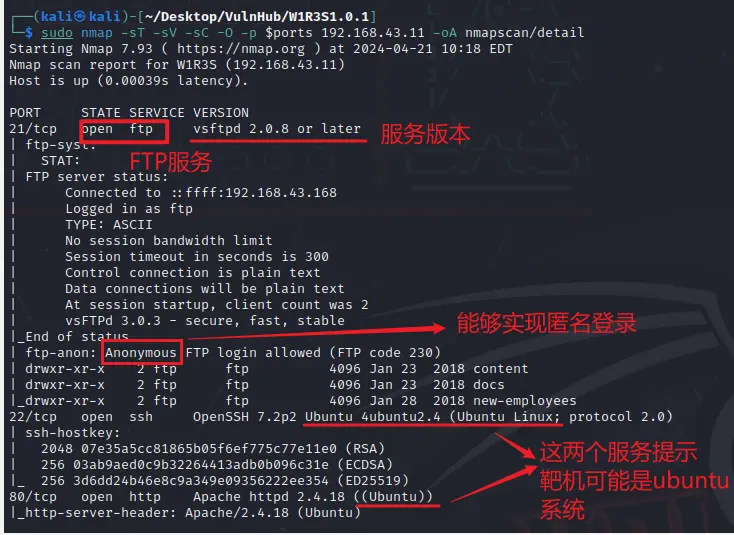 ┌──(kali㉿kali)-[~/Desktop/VulnHub/W1R3S1.0.1]
└─$ sudo nmap -sT -sV -sC -O -p $ports 192.168.43.11 -oA nmapscan/detail
Starting Nmap 7.93 ( https://nmap.org ) at 2024-04-21 10:18 EDT
Nmap scan report for W1R3S (192.168.43.11)
Host is up (0.00039s latency).

PORT   STATE SERVICE VERSION
21/tcp open  ftp     vsftpd 2.0.8 or later
服务版本
| ftp-syst:
|   STAT:
FTP服务
| FTP server status:
|      Connected to ::ffff:192.168.43.168
|      Logged in as ftp
|      TYPE: ASCII
|      No session bandwidth limit
|      Session timeout in seconds is 300
|      Control connection is plain text
|      Data connections will be plain text
|      At session startup, client count was 2
|      vsFTPd 3.0.3 - secure, fast, stable
|_End of status
能够实现匿名登录
| ftp-anon: Anonymous FTP login allowed (FTP code 230)
| drwxr-xr-x    2 ftp      ftp          4096 Jan 23  2018 content
| drwxr-xr-x    2 ftp      ftp          4096 Jan 23  2018 docs
|_drwxr-xr-x    2 ftp      ftp          4096 Jan 28  2018 new-employees
22/tcp open  ssh     OpenSSH 7.2p2 Ubuntu 4ubuntu2.4 (Ubuntu Linux; protocol 2.0)
| ssh-hostkey:
|   2048 07e35a5cc81865b05f6ef775c77e11e0 (RSA)
|   256 03ab9aed0c9b32264413adb0b096c31e (ECDSA)
|_  256 3d6dd24b46e8c9a349e09356222ee354 (ED25519)
80/tcp open  http    Apache httpd 2.4.18 ((Ubuntu))
|_http-server-header: Apache/2.4.18 (Ubuntu)
这两个服务提示
靶机可能是ubuntu
系统